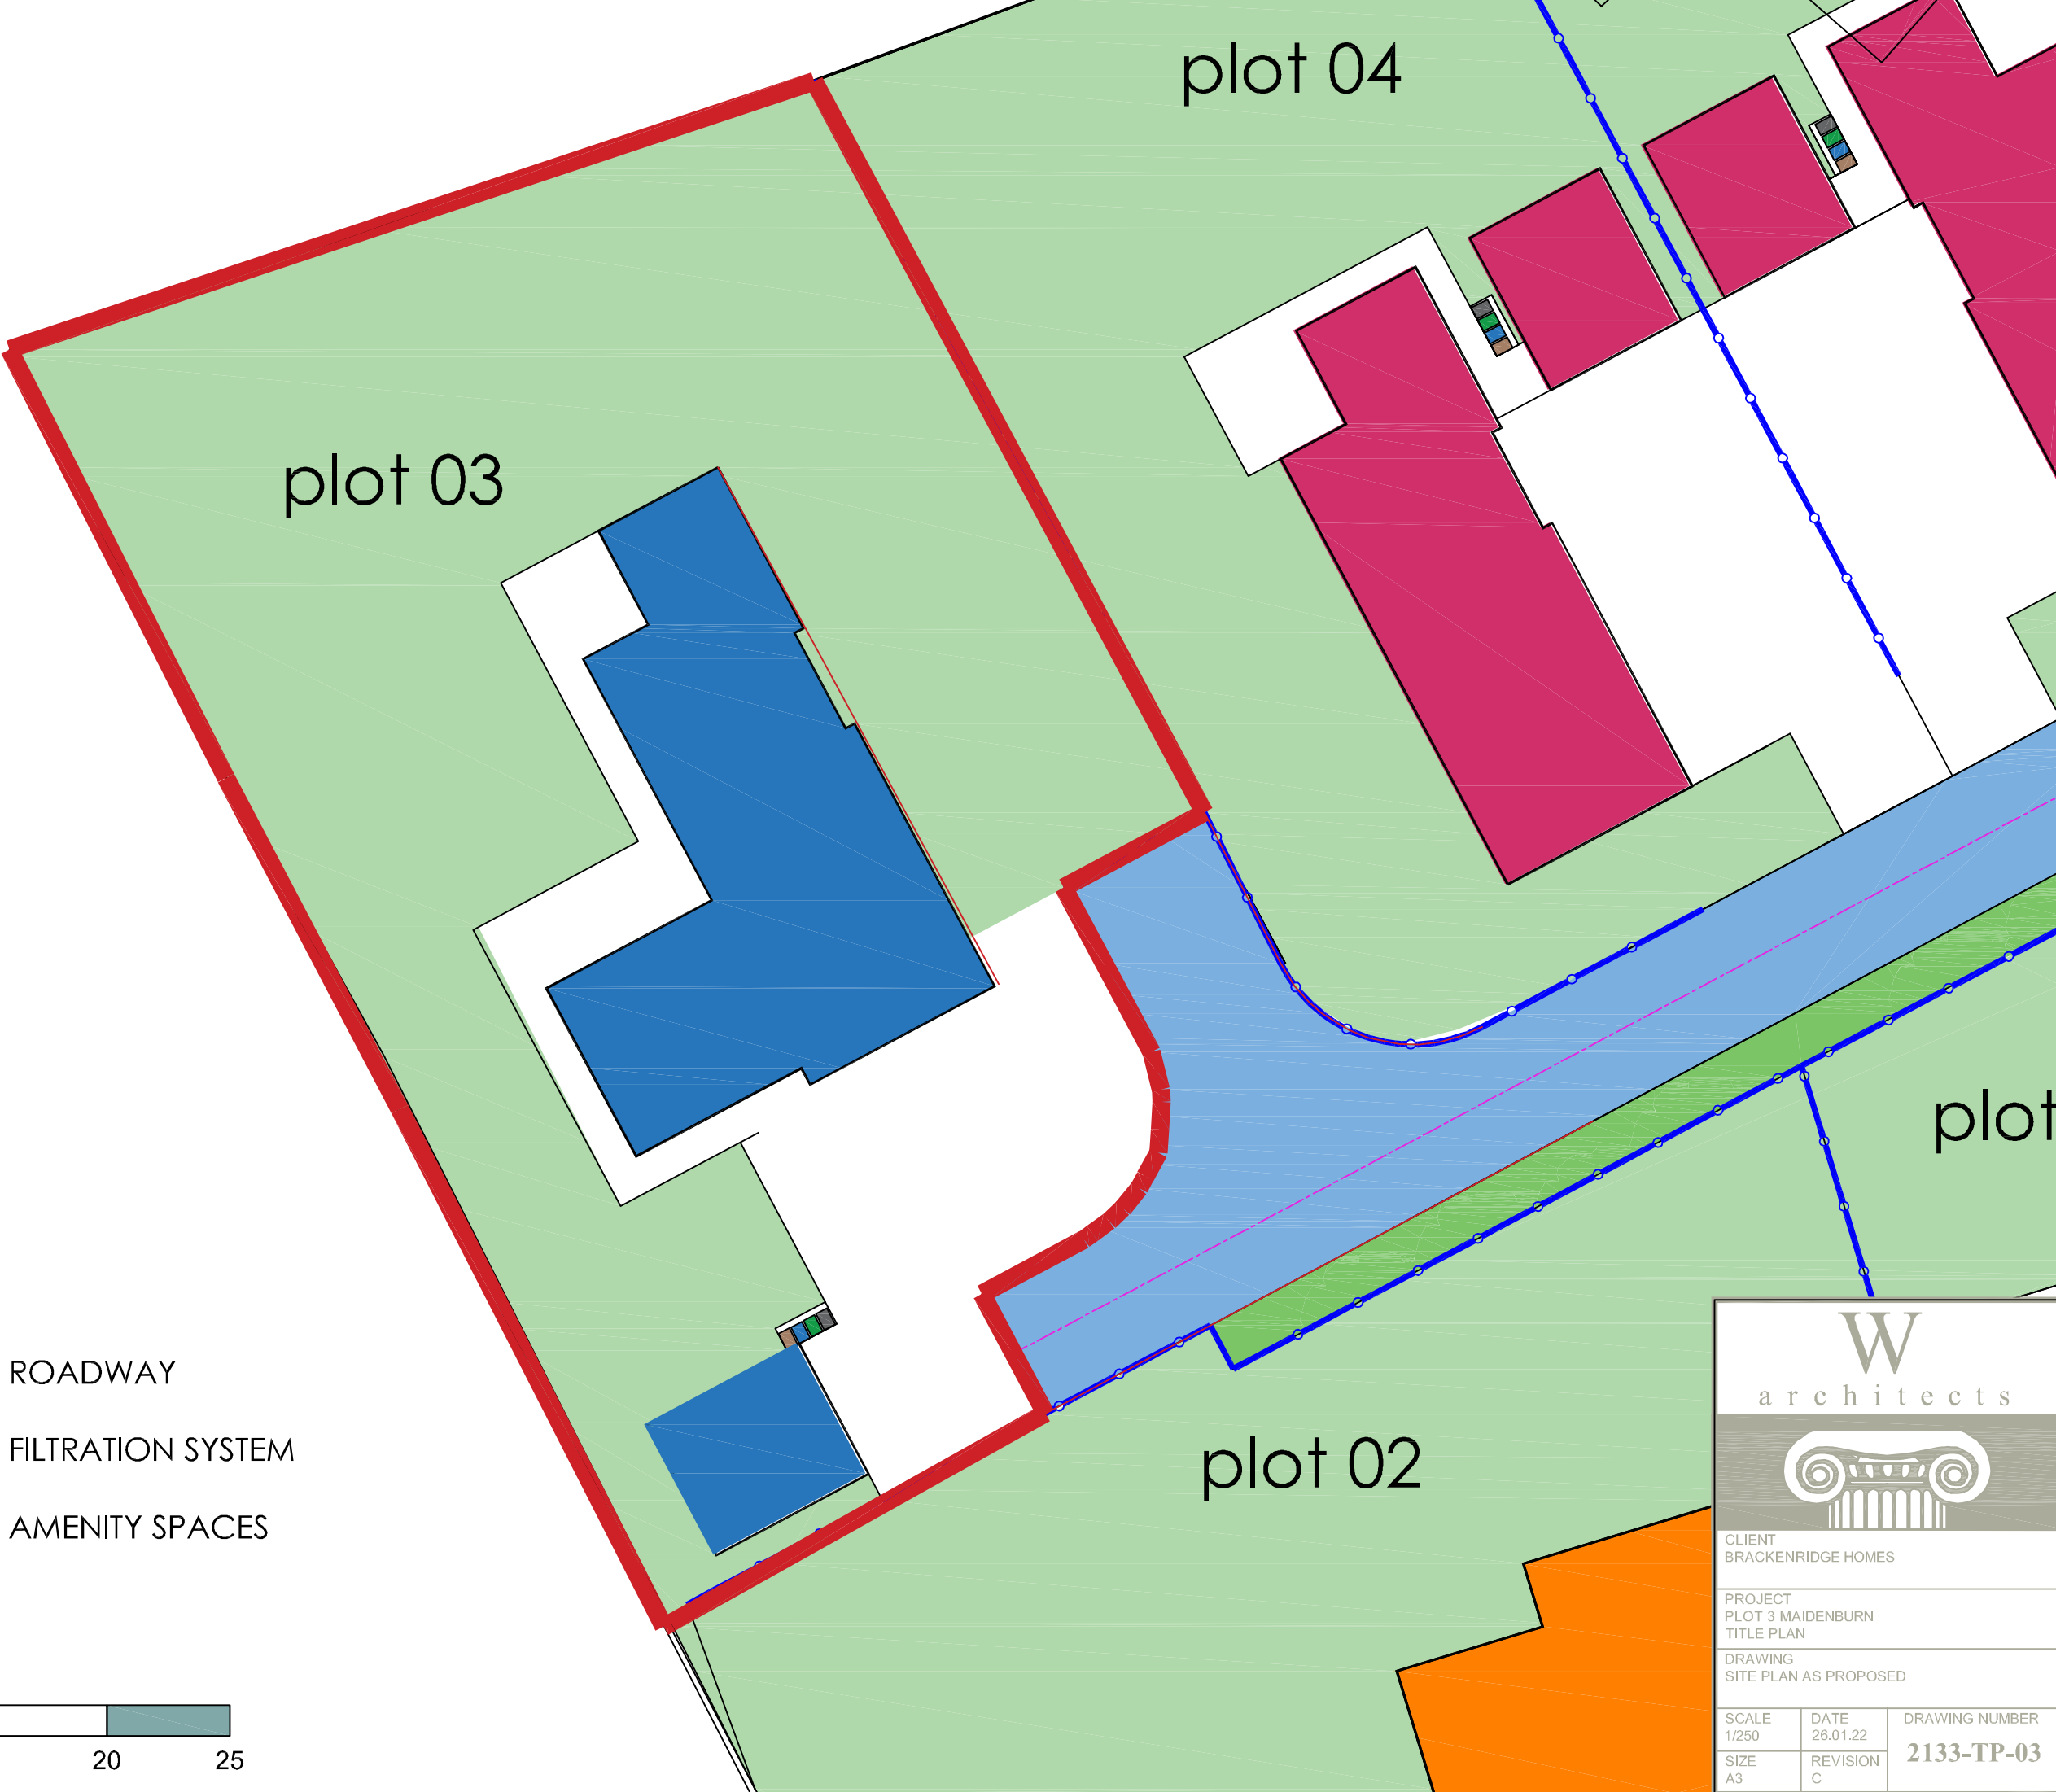 plot 04
plot 03
plot
plot 02
ROADWAY
FILTRATION SYSTEM
AMENITY SPACES
20 25
W
architects
CLIENT
BRACKENRIDGE HOMES
PROJECT
PLOT 3 MAIDENBURN
TITLE PLAN
DRAWING
SITE PLAN AS PROPOSED
SCALE
1/250
DATE
26.01.22
DRAWING NUMBER
2133-TP-03
SIZE
A3
REVISION
C